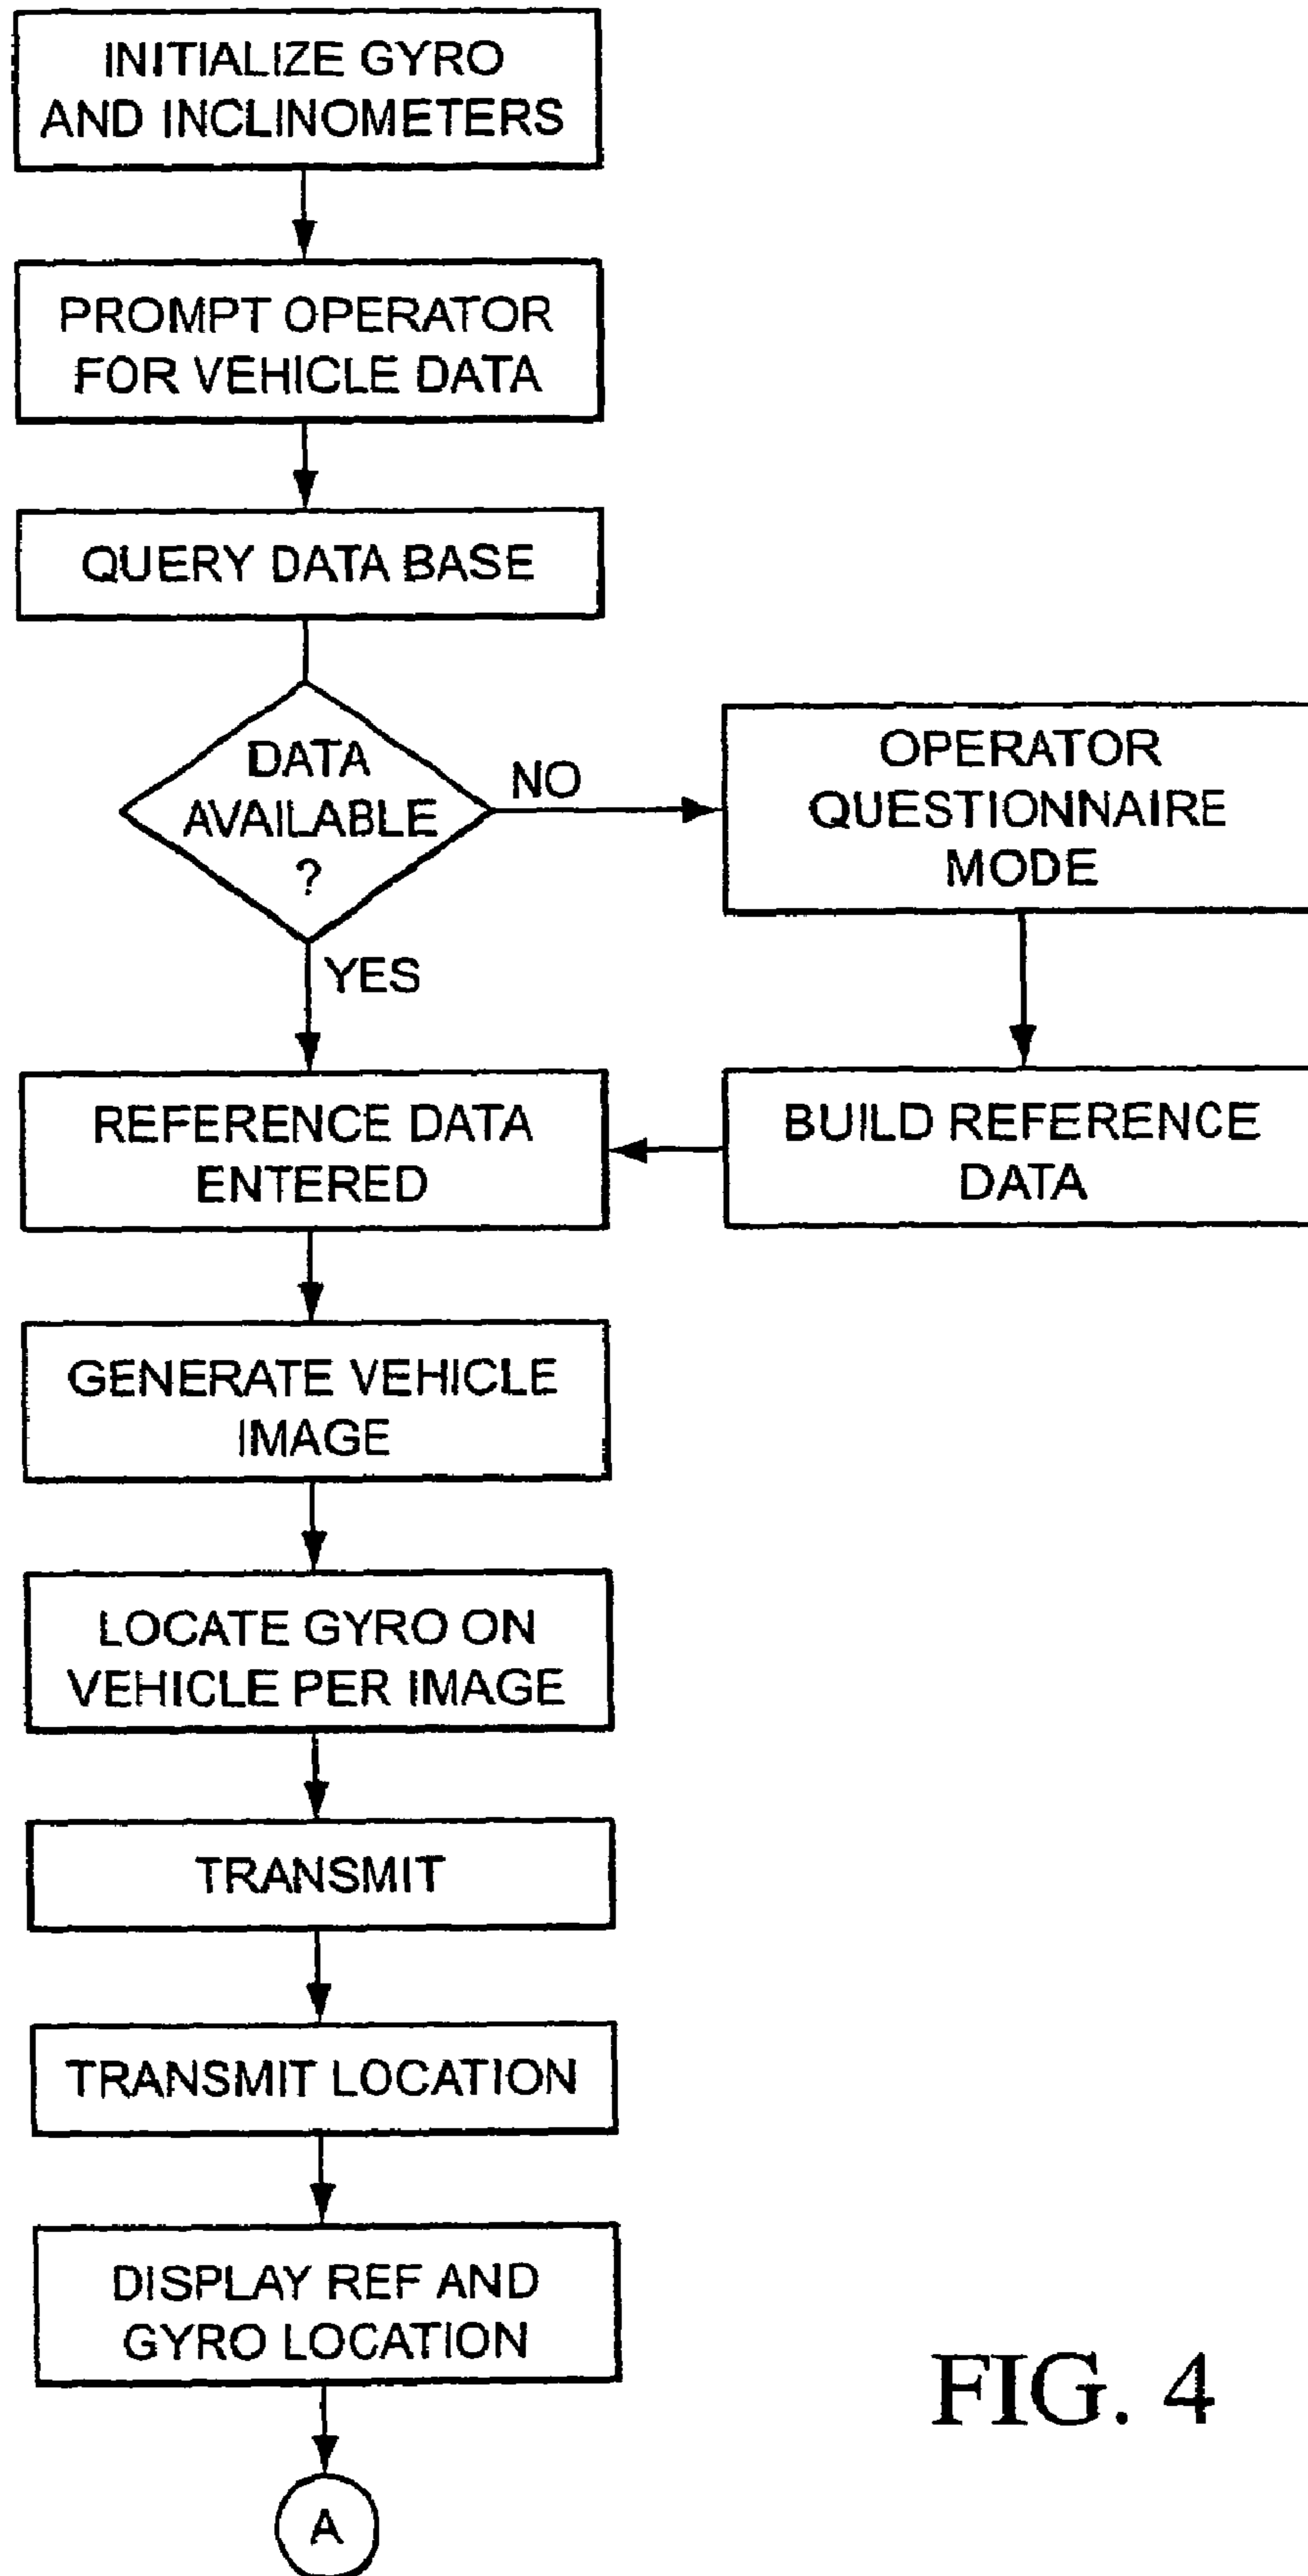 INITIALIZE GYRO
AND INCLINOMETERS
PROMPT OPERATOR
FOR VEHICLE DATA
QUERY DATA BASE
DATA
AVAILABLE
?
NO
OPERATOR
QUESTIONNAIRE
MODE
YES
REFERENCE DATA
ENTERED
BUILD REFERENCE
DATA
GENERATE VEHICLE
IMAGE
LOCATE GYRO ON
VEHICLE PER IMAGE
TRANSMIT
TRANSMIT LOCATION
DISPLAY REF AND
GYRO LOCATION
FIG. 4
A